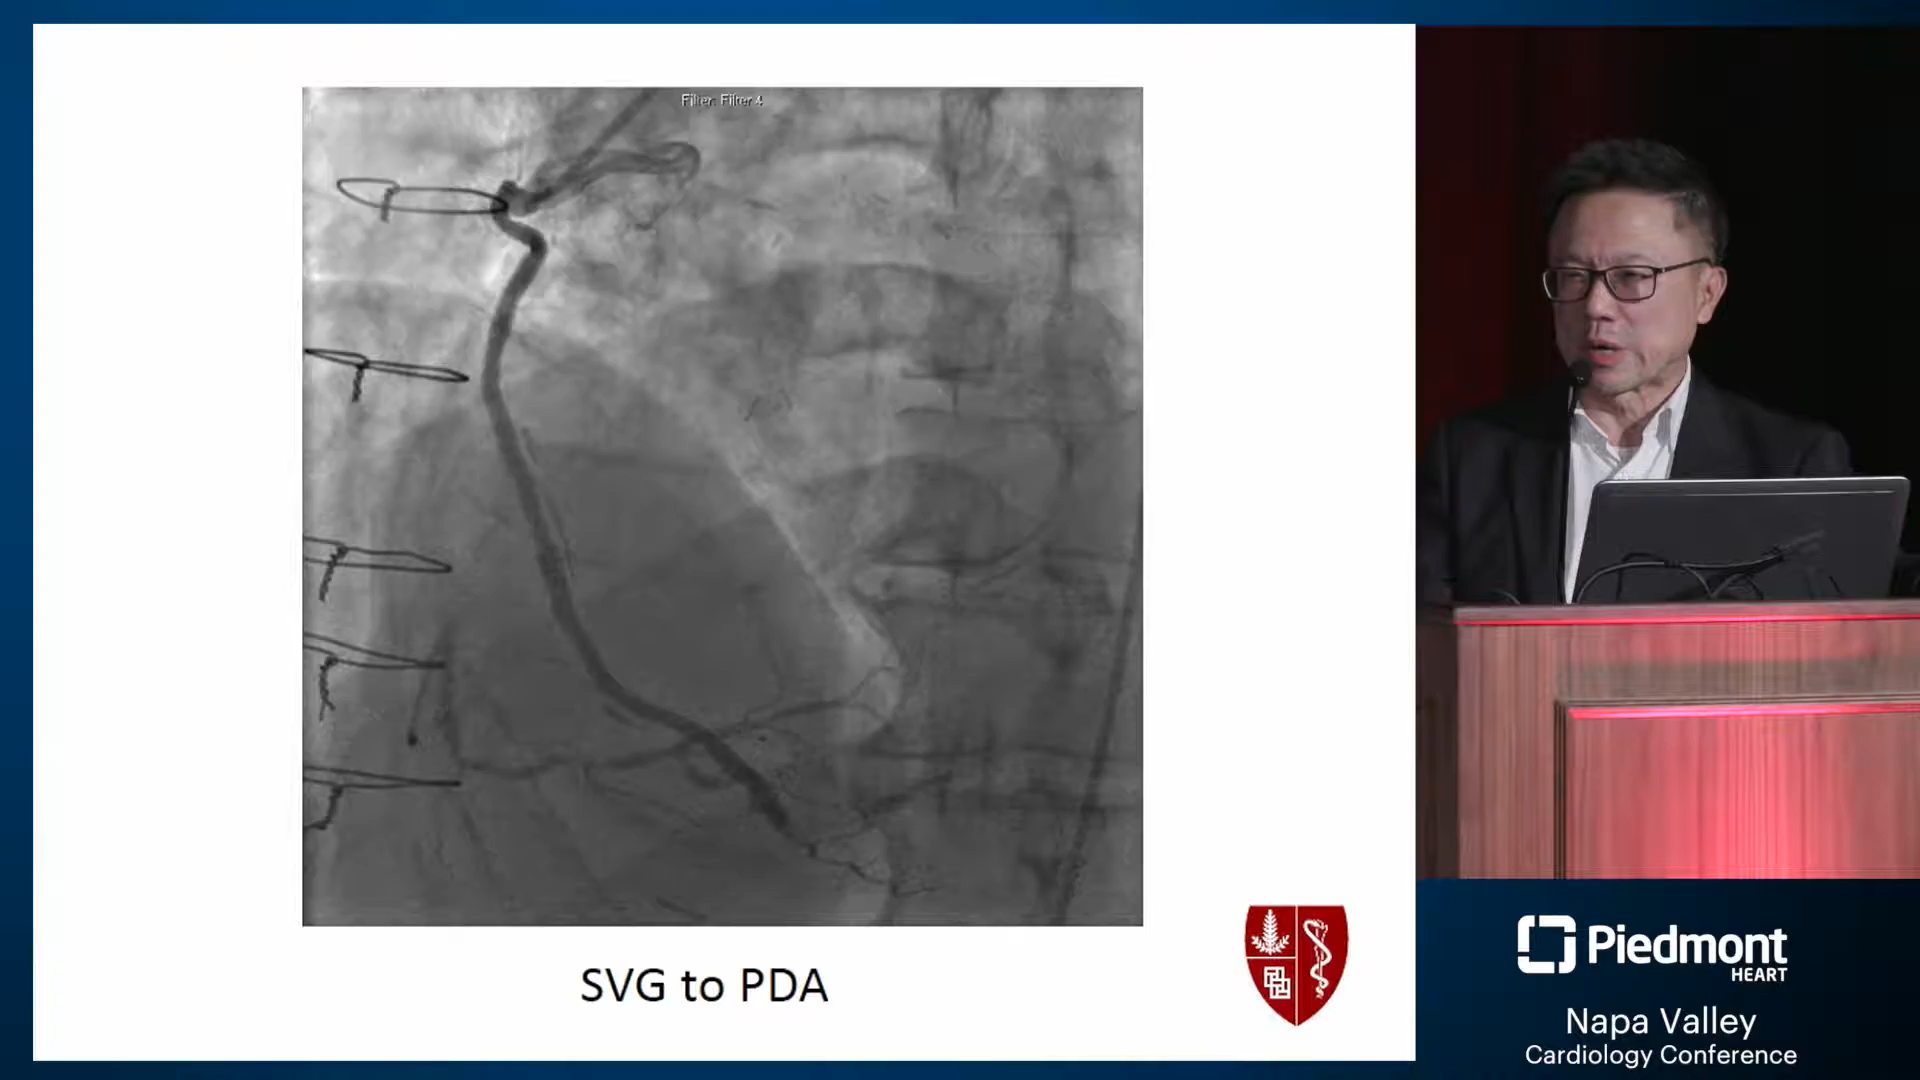 Filter: Filter 4
SVG to PDA
Piedmont
HEART
Napa Valley
Cardiology Conference